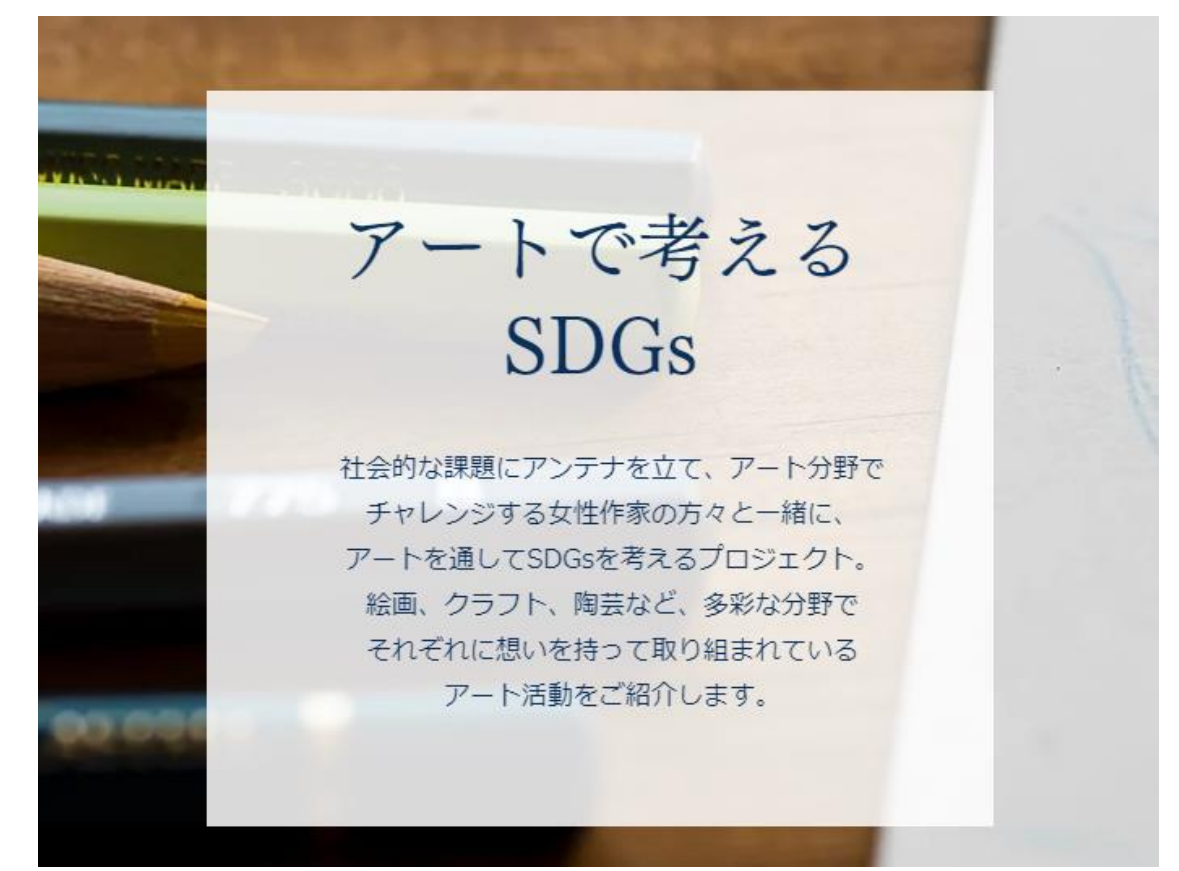 アートで考える
SDGs
社会的な課題にアンテナを立て、アート分野で
チャレンジする女性作家の方々と一緒に、
アートを通してSDGsを考えるプロジェクト。
絵画、クラフト、陶芸など、多彩な分野で
それぞれに想いを持って取り組まれている
アート活動をご紹介します。